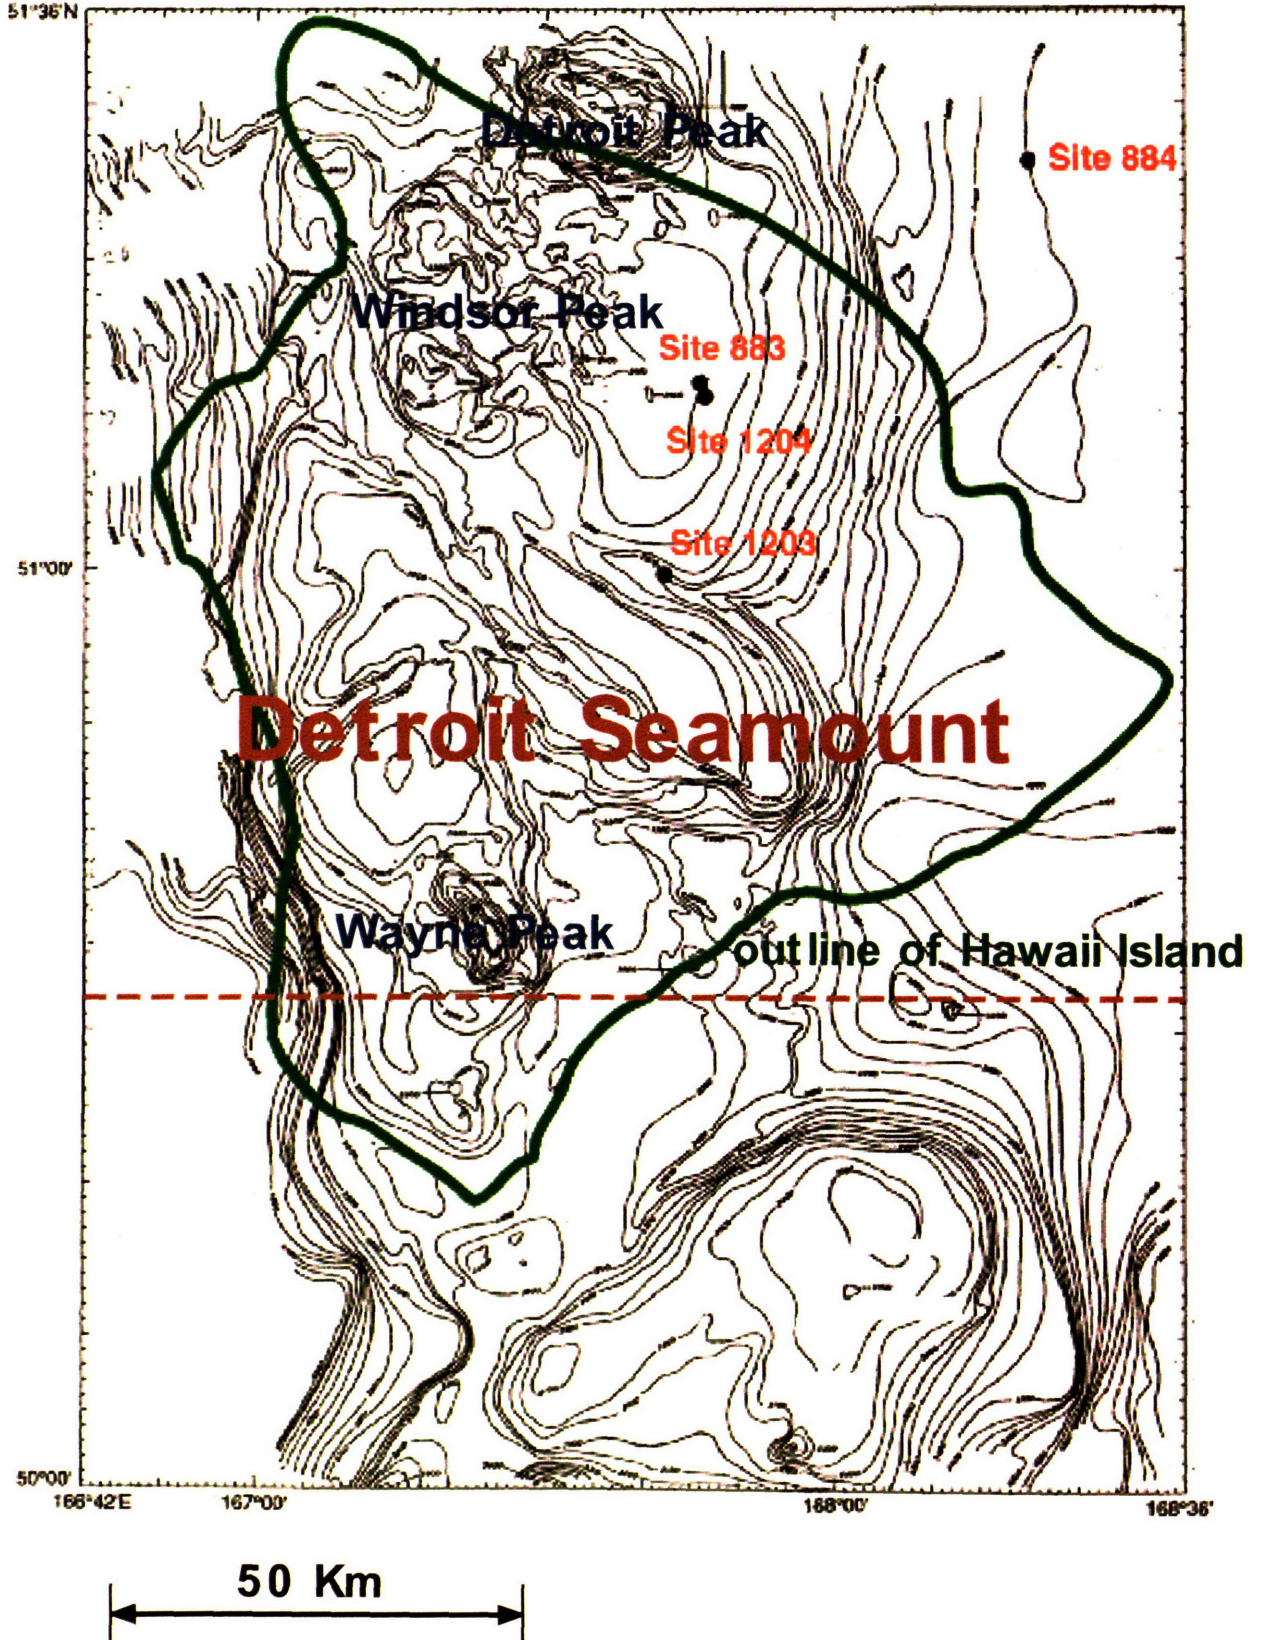 51°36'N
Detroit Peak
Site 884
Windsor Peak
Site 883
Site 1204
Site 1203
51°00'
Detroit Seamount
Wayne Peak
outline of Hawaii Island
50°00'
166°42'E 167°00' 168°00' 168°36'
50 Km